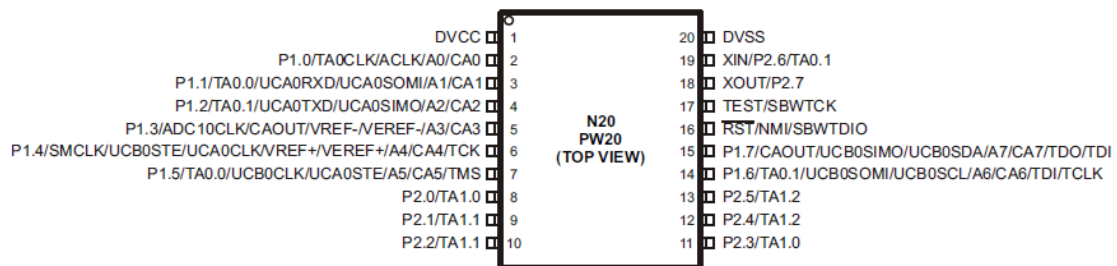 DVCC 1
P1.0/TA0CLK/ACLK/A0/CA0 2
P1.1/TA0.0/UCA0RXD/UCA0SOMI/A1/CA1 3
P1.2/TA0.1/UCA0TXD/UCA0SIMO/A2/CA2 4
P1.3/ADC10CLK/CAOUT/VREF-/VEREF-/A3/CA3 5
P1.4/SMCLK/UCB0STE/UCA0CLK/VREF+/VEREF+/A4/CA4/TCK 6
P1.5/TA0.0/UCB0CLK/UCA0STE/A5/CA5/TMS 7
P2.0/TA1.0 8
P2.1/TA1.1 9
P2.2/TA1.1 10
N20
PW20
(TOP VIEW)
20 DVSS
19 XIN/P2.6/TA0.1
18 XOUT/P2.7
17 TEST/SBWTCK
16 RST/NMI/SBWTDIO
15 P1.7/CAOUT/UCB0SIMO/UCB0SDA/A7/CA7/TDO/TDI
14 P1.6/TA0.1/UCB0SOMI/UCB0SCL/A6/CA6/TDI/TCLK
13 P2.5/TA1.2
12 P2.4/TA1.2
11 P2.3/TA1.0